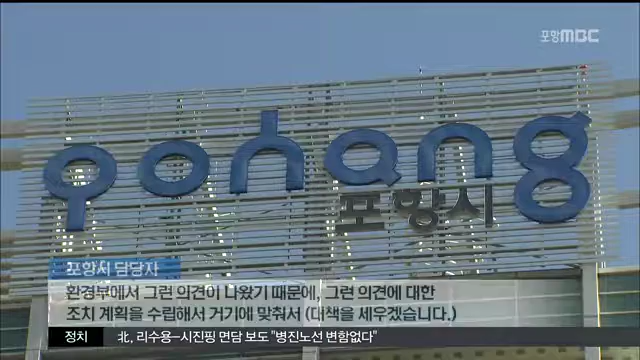 포항MBC
pohang
포항시
포항시 담당자
환경부에서 그런 의견이 나왔기 때문에, 그런 의견에 대한
조치 계획을 수립해서 거기에 맞춰서 (대책을 세우겠습니다.)
정치 北, 리수용-시진핑 면담 보도 "병진노선 변함없다"